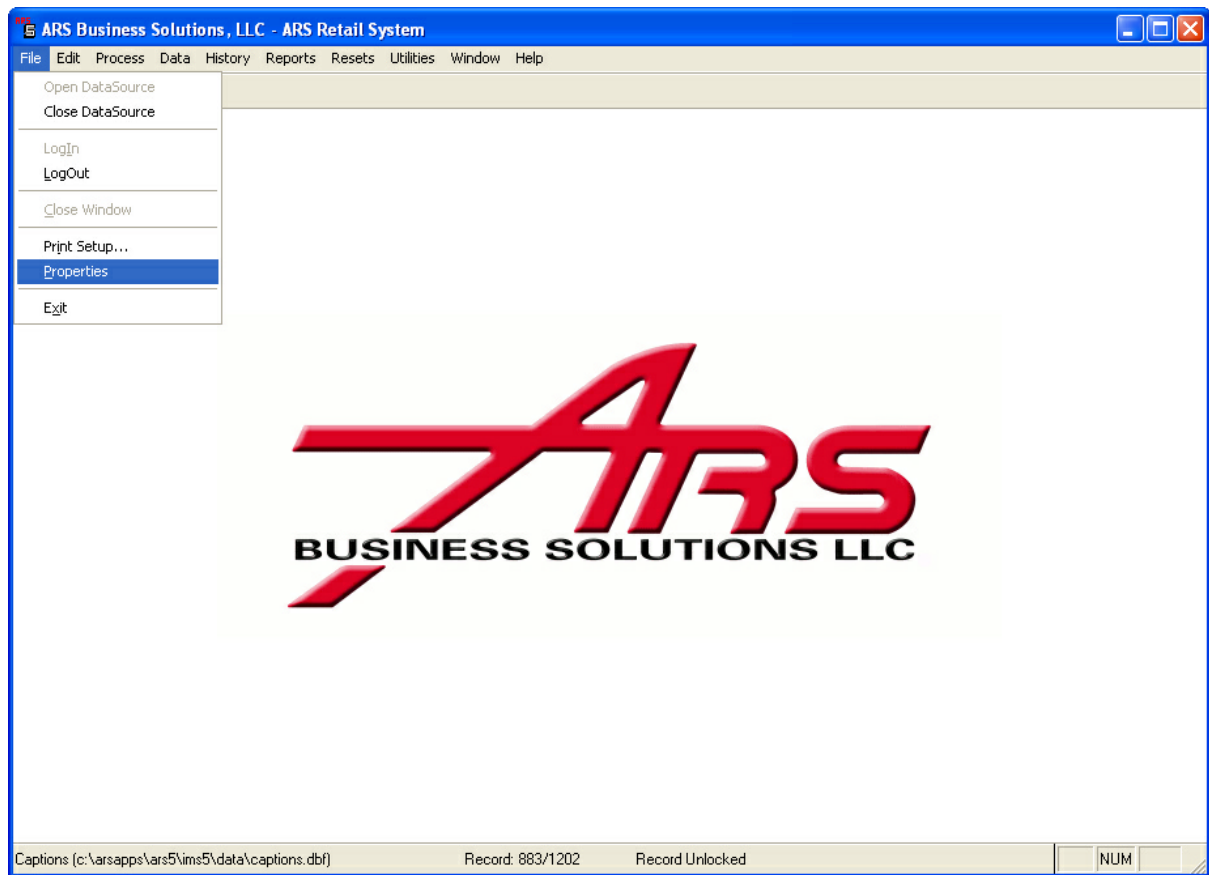 ARS Business Solutions, LLC - ARS Retail System
File Edit Process Data History Reports Resets Utilities Window Help
Open DataSource
Close DataSource
LogIn
LogOut
Close Window
Print Setup...
Properties
Exit
ARS
BUSINESS SOLUTIONS LLC
Captions (c:\arsapps\ars5\ims5\data\captions.dbf) Record: 883/1202 Record Unlocked NUM